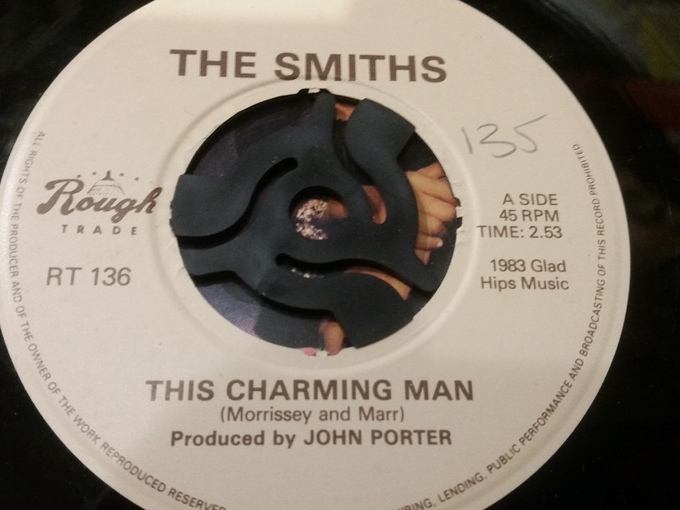 THE SMITHS
135
Rough
TRADE
RT 136
A SIDE
45 RPM
TIME: 2.53
1983 Glad
Hips Music
THIS CHARMING MAN
(Morrissey and Marr)
Produced by JOHN PORTER
ALL RIGHTS OF THE PRODUCER AND OF THE OWNER OF THE WORK REPRODUCED RESERVED
LENDING, PUBLIC PERFORMANCE AND BROADCASTING OF THIS RECORD PROHIBITED